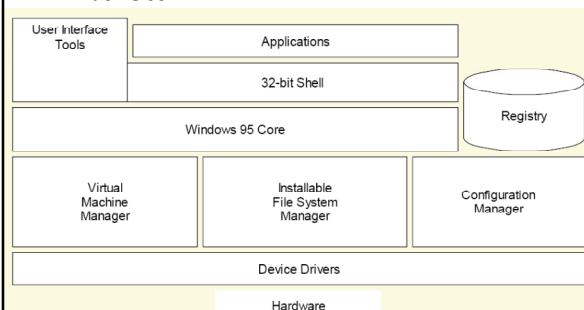 User Interface
Tools
Applications
32-bit Shell
Registry
Windows 95 Core
Virtual
Machine
Manager
Installable
File System
Manager
Configuration
Manager
Device Drivers
Hardware